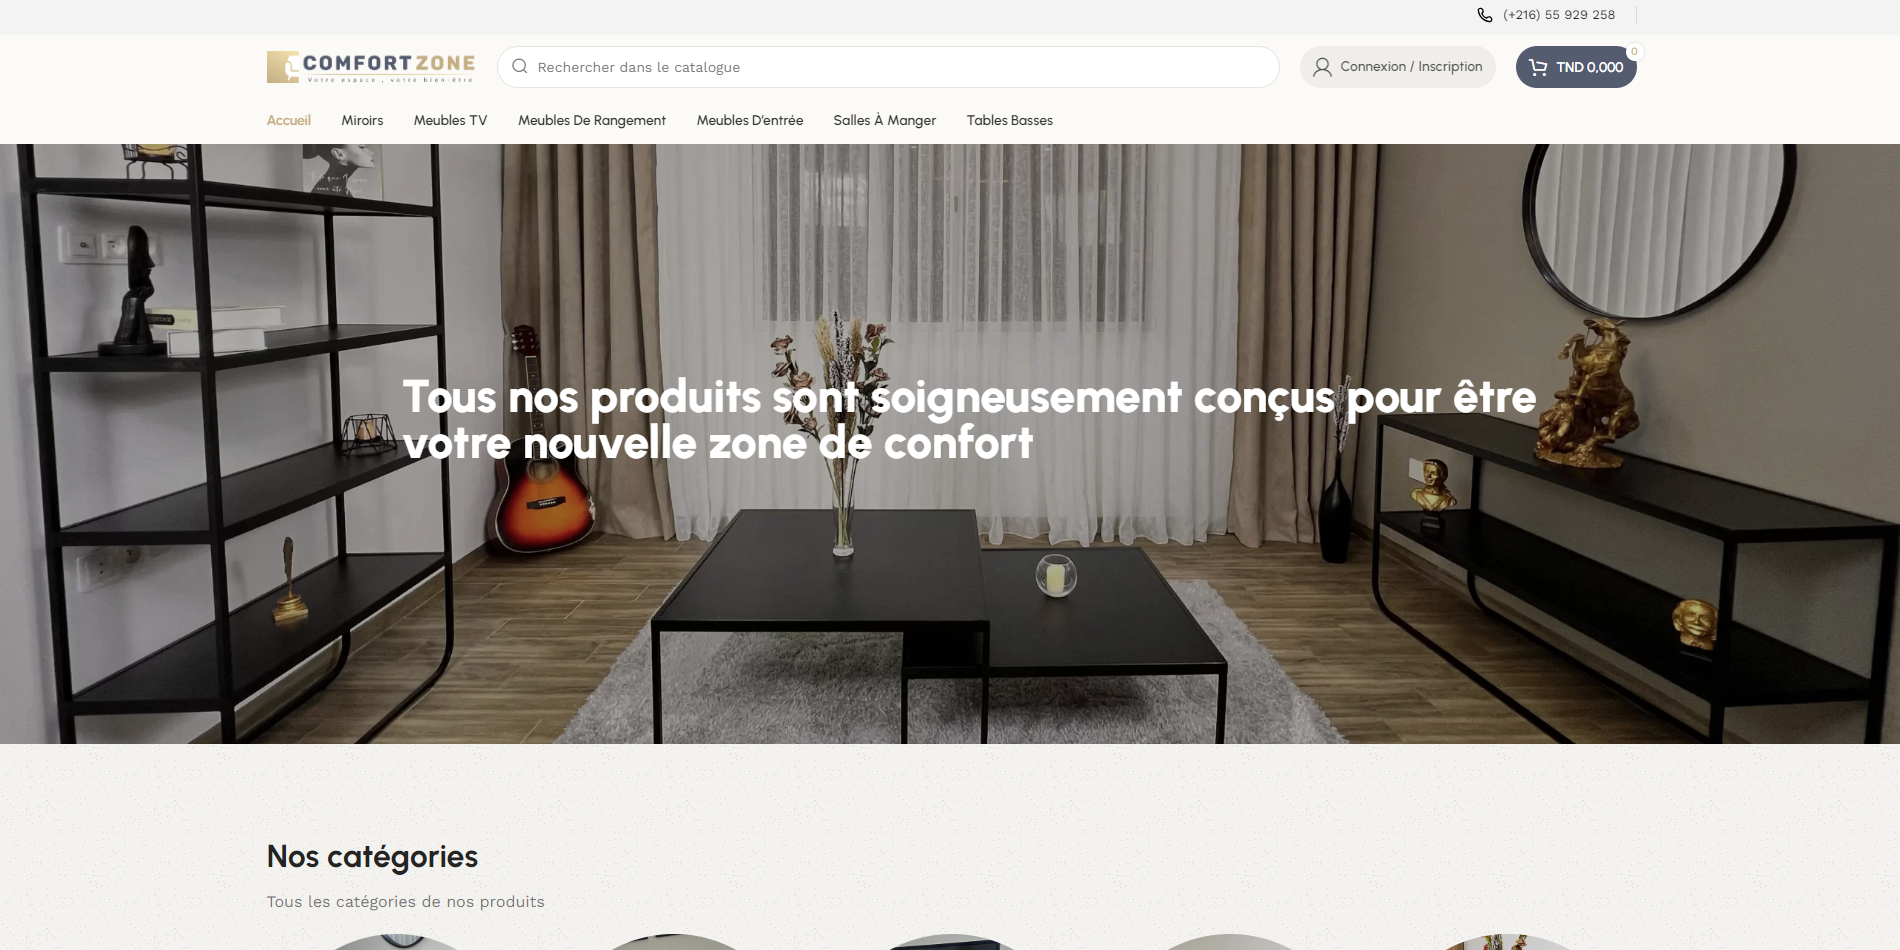 (+216) 55 929 258
COMFORT ZONE
Votre espace , votre bien-être
Rechercher dans le catalogue
Connexion / Inscription
TND 0,000
0
Accueil
Miroirs
Meubles TV
Meubles De Rangement
Meubles D'entrée
Salles À Manger
Tables Basses
Tous nos produits sont soigneusement conçus pour être
votre nouvelle zone de confort
Nos catégories
Tous les catégories de nos produits